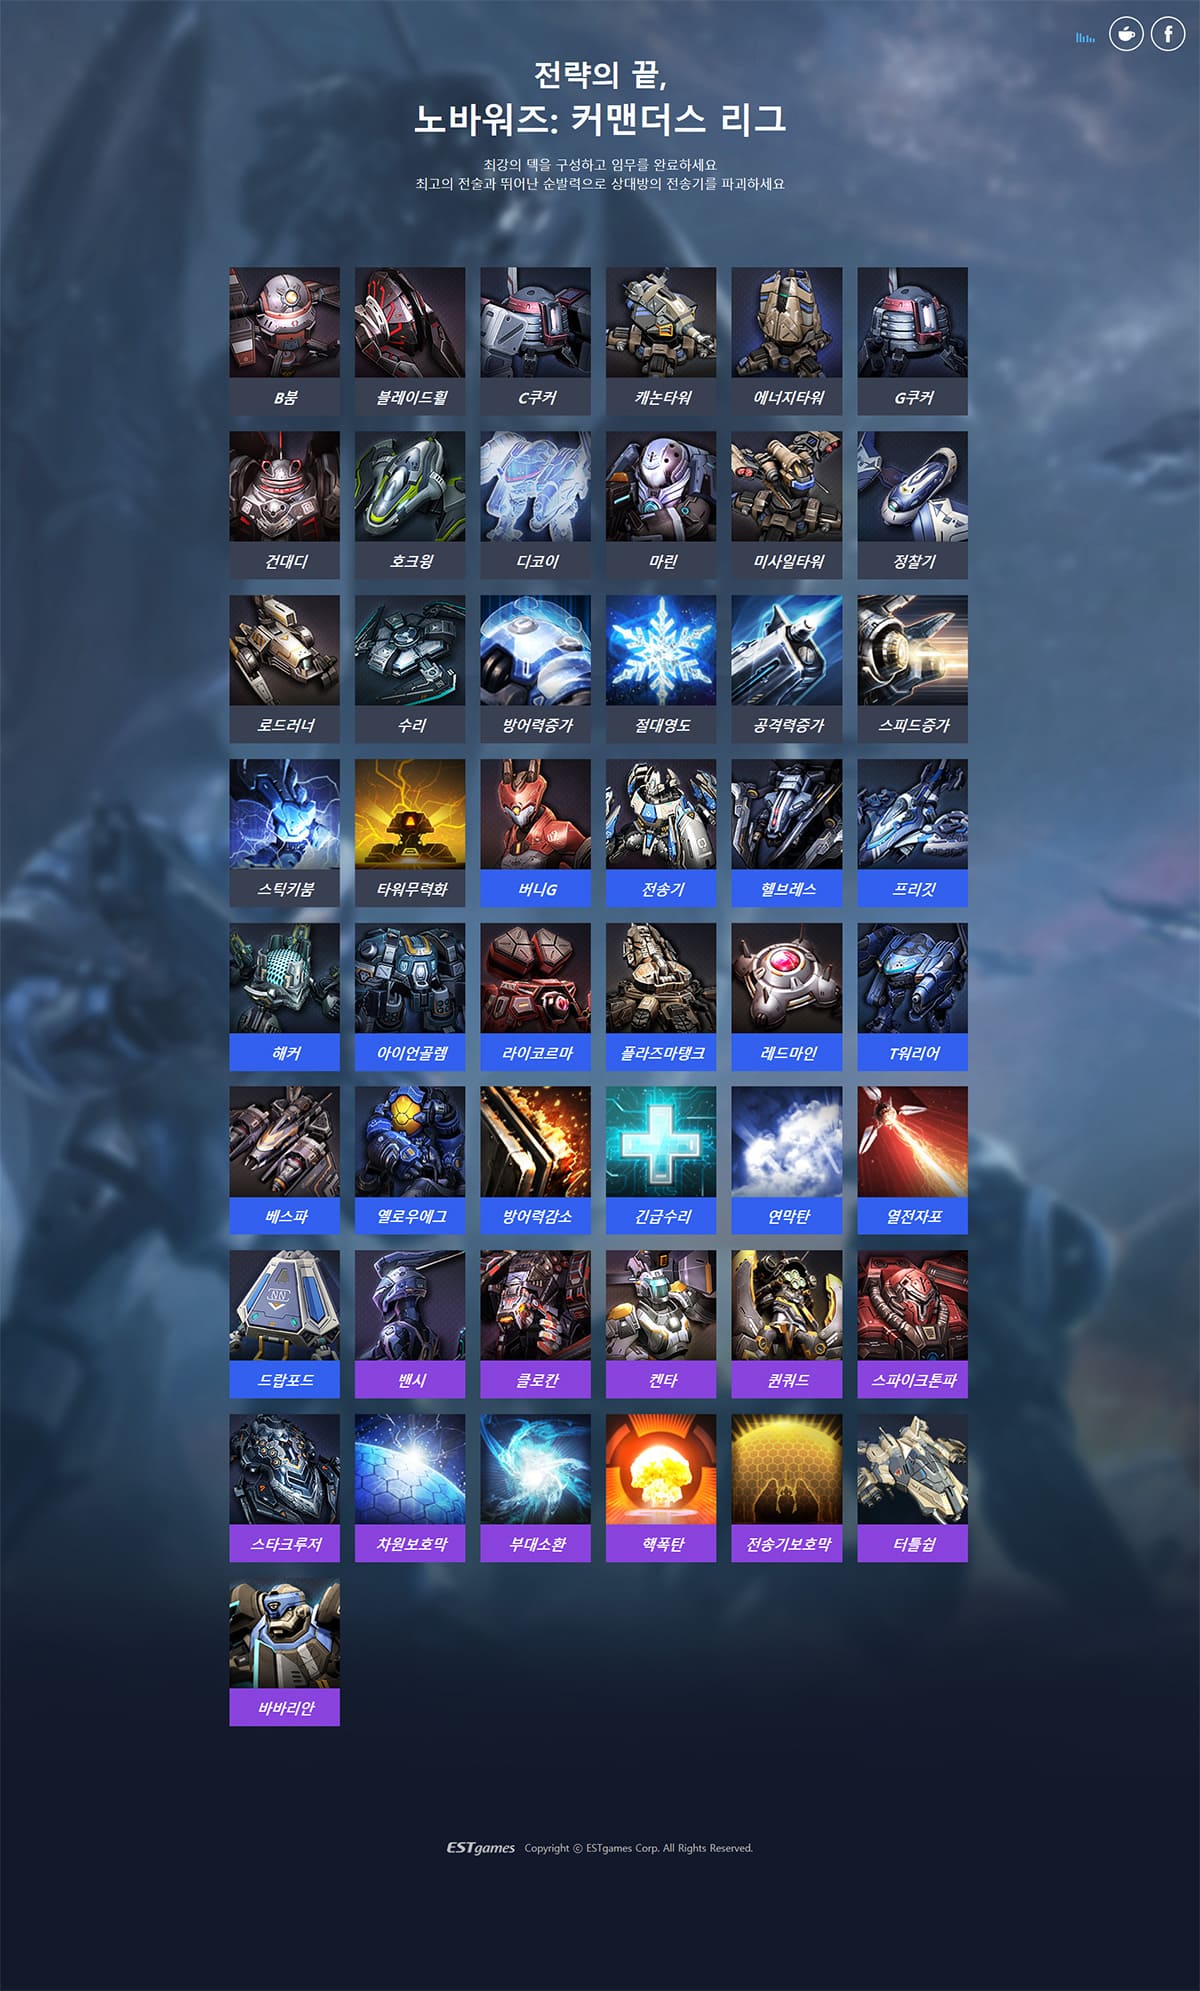 전략의 끝,
노바워즈: 커맨더스 리그
최강의 덱을 구성하고 임무를 완료하세요
최고의 전술과 뛰어난 순발력으로 상대방의 전송기를 파괴하세요
B붐 블레이드휠 C쿠커 캐논타워 에너지타워 G쿠커
건대디 호크윙 디코이 마린 미사일타워 정찰기
로드러너 수리 방어력증가 절대영도 공격력증가 스피드증가
스틱키붐 타워무력화 버니G 전송기 헬브레스 프리깃
해커 아이언골렘 라이코르마 플라즈마탱크 레드마인 T워리어
베스파 옐로우에그 방어력감소 긴급수리 연막탄 열전자포
NN
드랍포드 밴시 클로칸 켄타 퀀쿼드 스파이크톤파
스타크루저 차원보호막 부대소환 핵폭탄 전송기보호막 터틀쉽
바바리안
ESTgames Copyright ⓒ ESTgames Corp. All Rights Reserved.